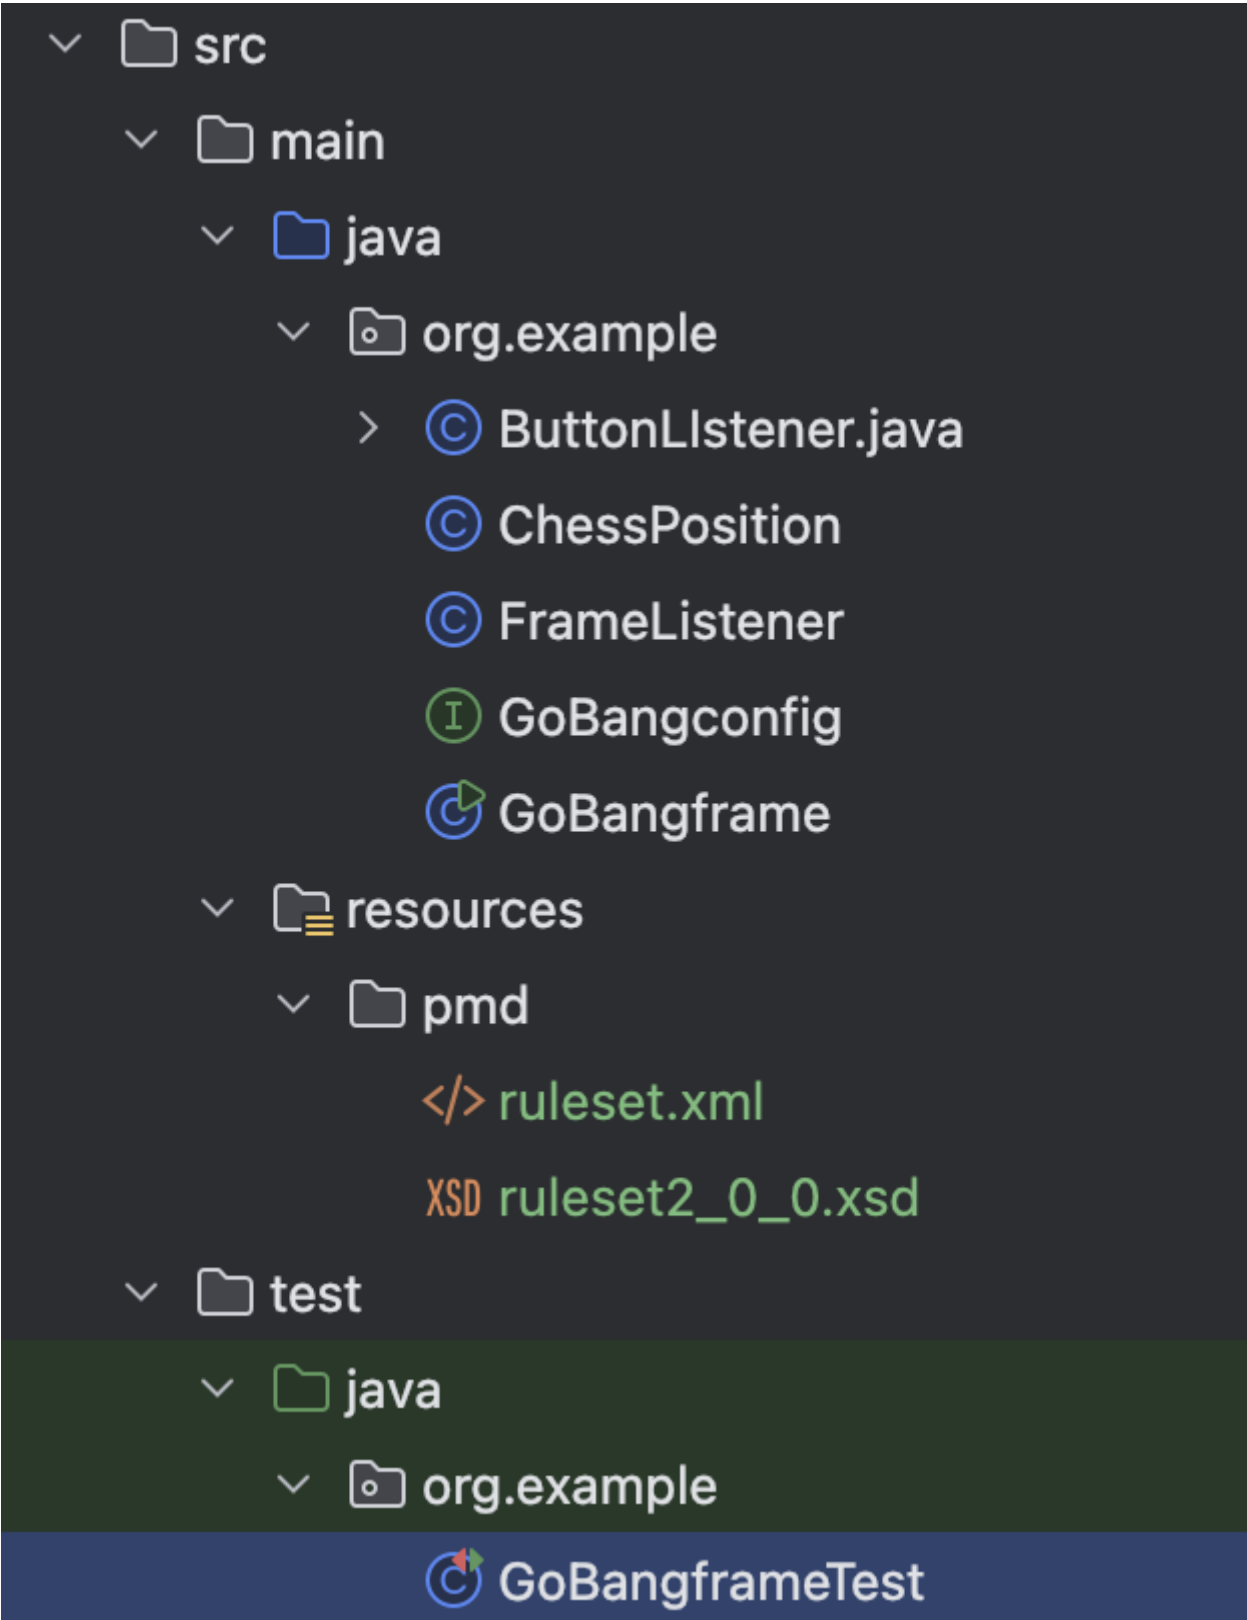 src
main
java
org.example
ButtonLIstener.java
ChessPosition
FrameListener
GoBangconfig
GoBangframe
resources
pmd
ruleset.xml
XSD ruleset2_0_0.xsd
test
java
org.example
GoBangframeTest